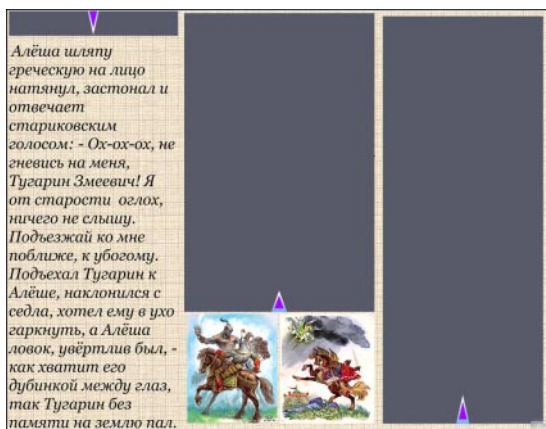 Алёша шляпу
греческую на лицо
натянул, застонал и
отвечает
стариковским
голосом: - Ох-ох-ох, не
гневись на меня,
Тугарин Змеевич! Я
от старости оглох,
ничего не слышу.
Подъезжай ко мне
поближе, к убогому.
Подъехал Тугарин к
Алёше, наклонился с
седла, хотел ему в ухо
гаркнуть, а Алёша
ловок, увёртлив был, -
как хватит его
дубинкой между глаз,
так Тугарин без
памяти на землю пал.